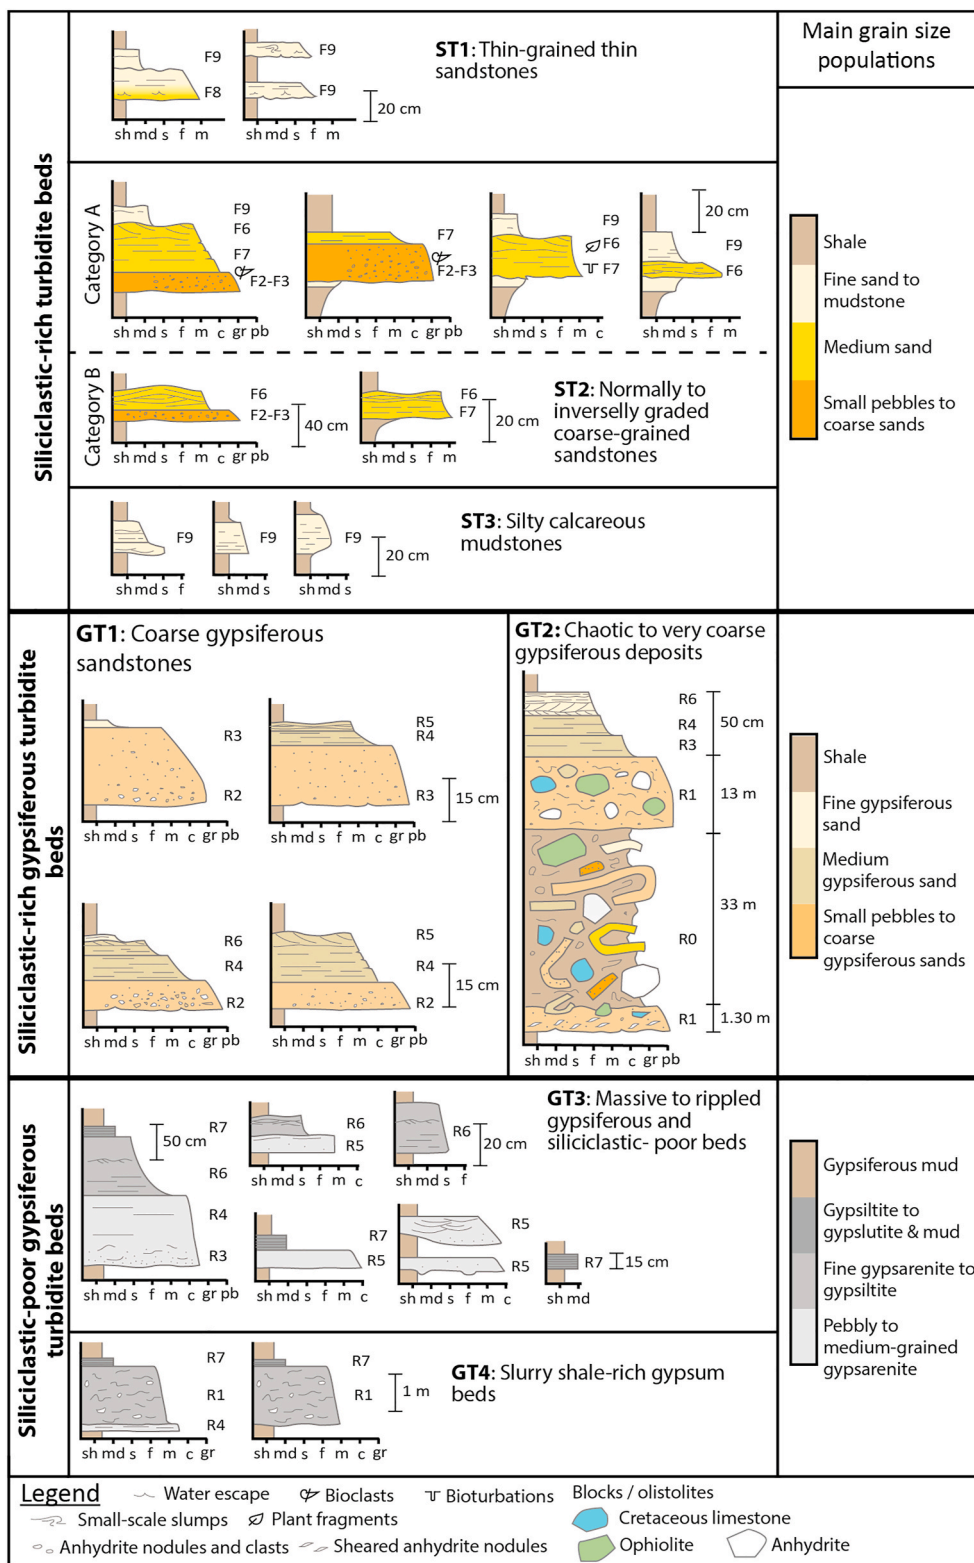 Main grain size
populations
Siliciclastic-rich turbidite beds
ST1: Thin-grained thin
sandstones
F9
F8
sh md s f m
F9
F9
20 cm
sh md s f m
Category A
F9
F6
F7
F2-F3
sh md s f m c gr pb
F7
F2-F3
sh md s f m c gr pb
F9
F6
F7
sh md s f m c
20 cm
F9
F6
sh md s f m
Category B
F6
F2-F3
40 cm
sh md s f m c gr pb
F6
F7
20 cm
sh md s f m
ST2: Normally to
inverselly graded
coarse-grained
sandstones
F9
sh md s f
F9
sh md s
F9
20 cm
sh md s
ST3: Silty calcareous
mudstones
Shale
Fine sand to
mudstone
Medium sand
Small pebbles to
coarse sands
Siliciclastic-rich gypsiferous turbidite
beds
GT1: Coarse gypsiferous
sandstones
R3
R2
sh md s f m c gr pb
R5
R4
R3
15 cm
sh md s f m c gr pb
R6
R4
R2
sh md s f m c gr pb
R5
R4
R2
15 cm
sh md s f m c gr pb
GT2: Chaotic to very coarse
gypsiferous deposits
R6
R4
R3
50 cm
R1
13 m
33 m
R0
R1
1.30 m
sh md s f m c gr pb
Shale
Fine gypsiferous
sand
Medium
gypsiferous sand
Small pebbles to
coarse
gypsiferous sands
Siliciclastic-poor gypsiferous
turbidite beds
GT3: Massive to rippled
gypsiferous and
siliciclastic- poor beds
50 cm
R7
R6
R4
R3
sh md s f m c gr pb
R6
R5
sh md s f m c
R6
20 cm
sh md s f
R7
R5
sh md s f m c
R5
R5
sh md s f m c
R7
15 cm
sh md
GT4: Slurry shale-rich gypsum
beds
R7
R1
R4
sh md s f m c gr
R7
R1
1 m
sh md s f m c gr
Gypsiferous mud
Gypsiltite to
gypslutite & mud
Fine gypsarenite to
gypsiltite
Pebbly to
medium-grained
gypsarenite
Legend
Water escape
Bioclasts
Bioturbations
Blocks / olistolites
Small-scale slumps
Plant fragments
Cretaceous limestone
Anhydrite nodules and clasts
Sheared anhydrite nodules
Ophiolite
Anhydrite